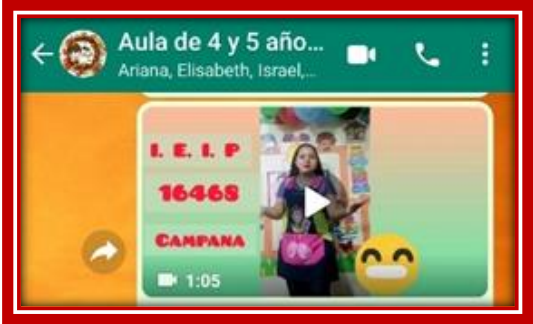 Aula de 4 y 5 año...
Ariana, Elisabeth, Israel,...
I. E. I. P
16468
CAMPANA
1:05